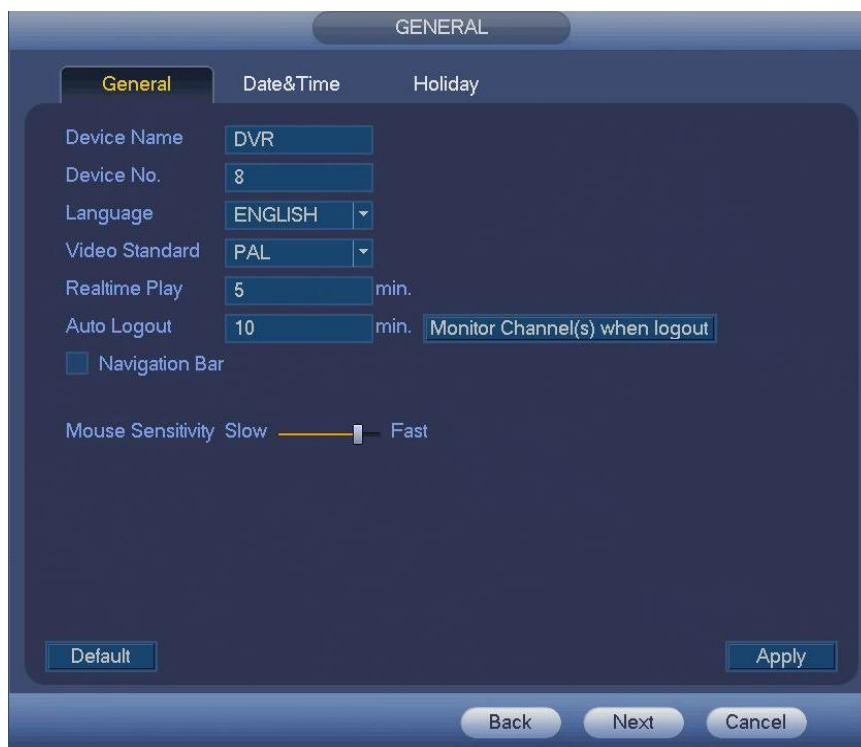 GENERAL
General Date&Time Holiday
Device Name DVR
Device No. 8
Language ENGLISH
Video Standard PAL
Realtime Play 5 min.
Auto Logout 10 min. Monitor Channel(s) when logout
Navigation Bar
Mouse Sensitivity Slow Fast
Default Apply
Back Next Cancel